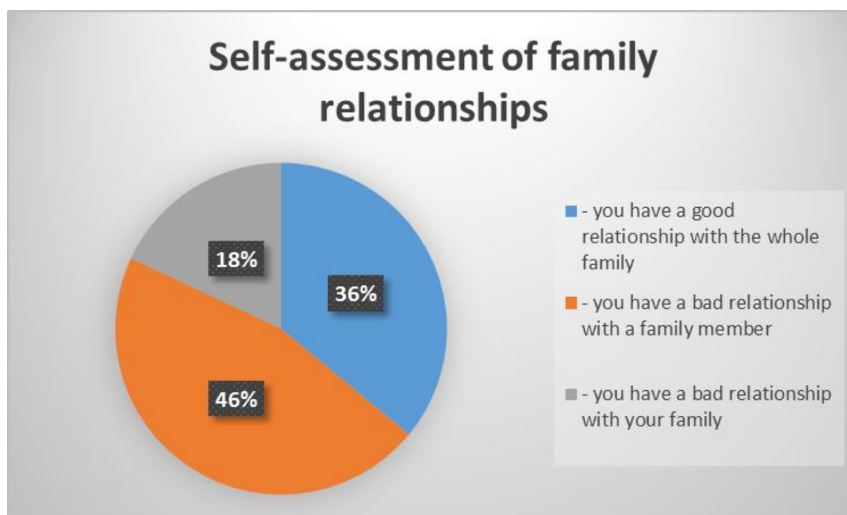 Self-assessment of family
relationships
18%
36%
46%
- you have a good
relationship with the whole
family
- you have a bad relationship
with a family member
- you have a bad relationship
with your family